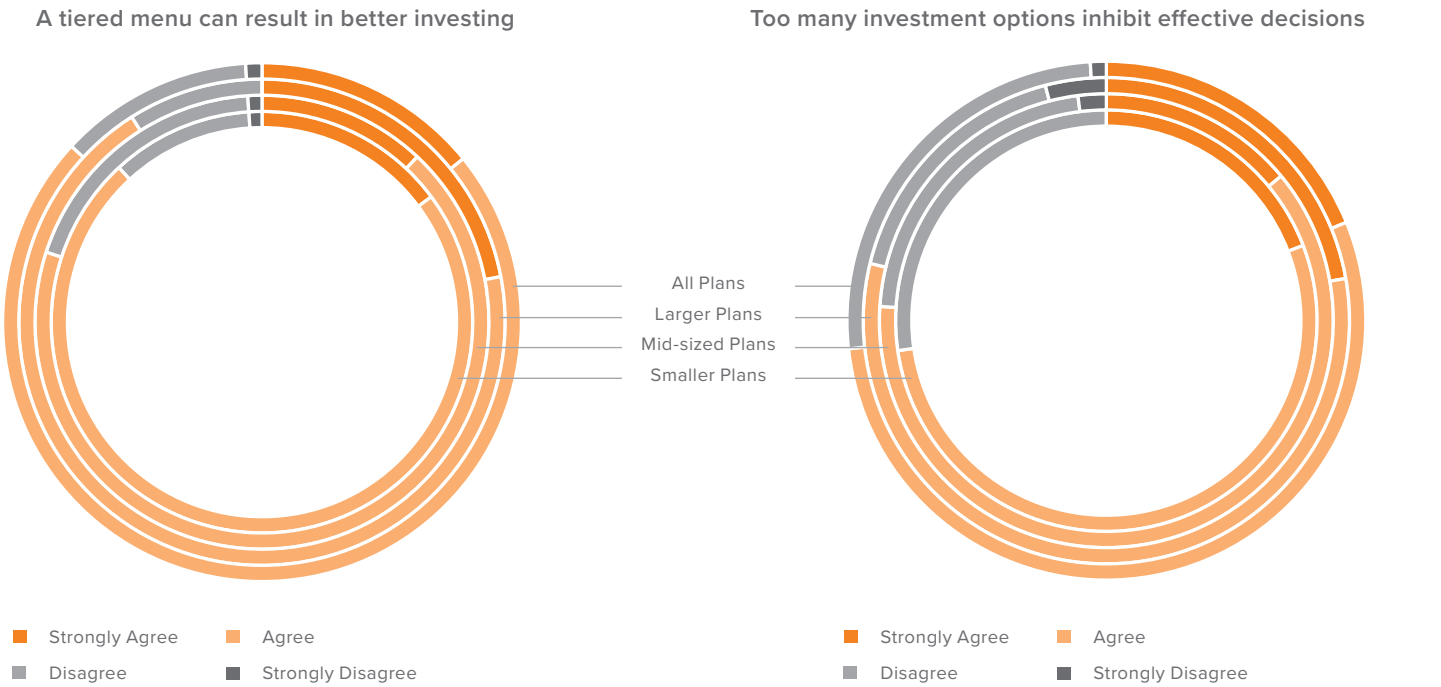 A tiered menu can result in better investing
Too many investment options inhibit effective decisions
All Plans
Larger Plans
Mid-sized Plans
Smaller Plans
Strongly Agree
Agree
Disagree
Strongly Disagree
Strongly Agree
Agree
Disagree
Strongly Disagree